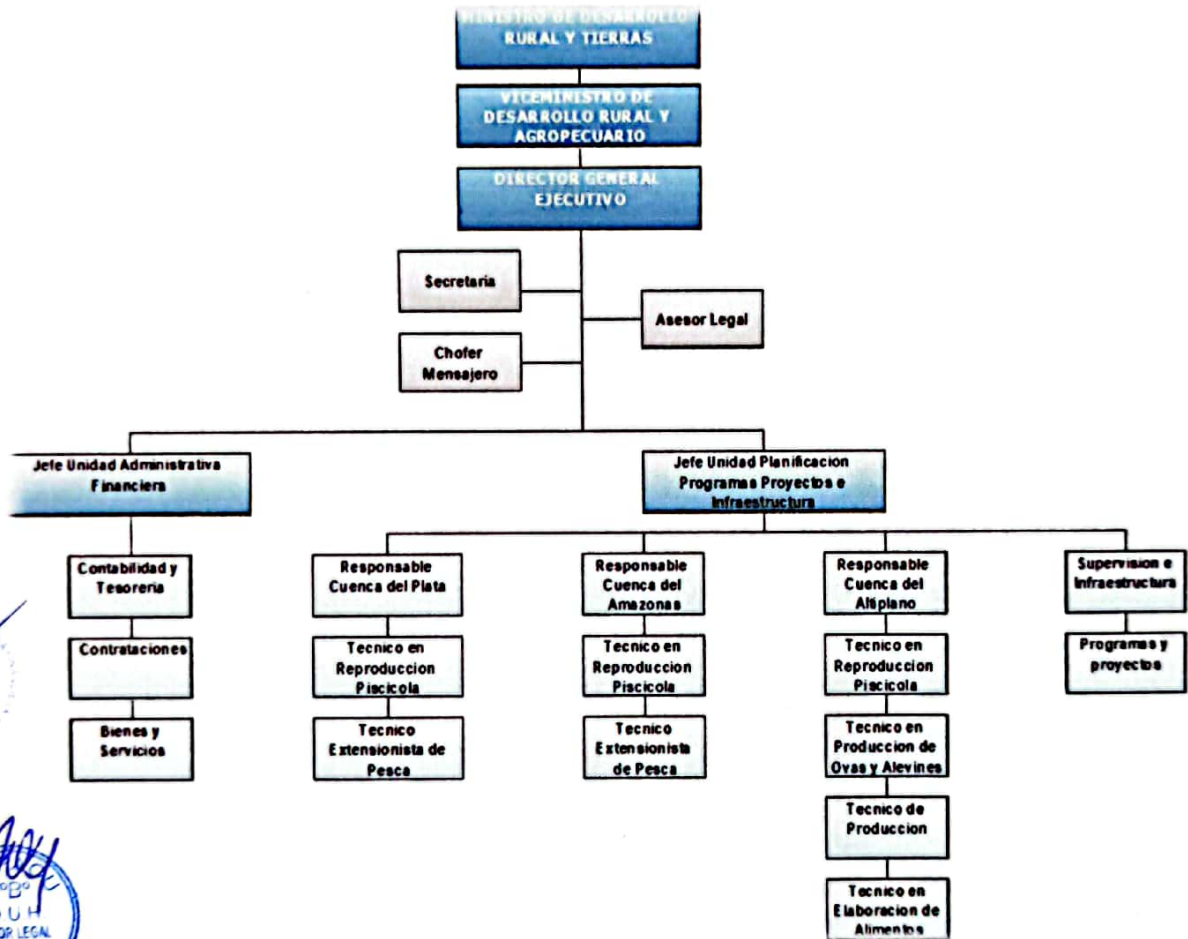 MINISTRO DE DESARROLLO
RURAL Y TIERRAS
VICEMINISTRO DE
DESARROLLO RURAL Y
AGROPECUARIO
DIRECTOR GENERAL
EJECUTIVO
Secretaria
Asesor Legal
Chofer
Mensajero
Jefe Unidad Administrativa
Financiera
Jefe Unidad Planificacion
Programas Proyectos e
Infraestructura
Contabilidad y
Tesoreria
Contrataciones
Bienes y
Servicios
Responsable
Cuenca del Plata
Tecnico en
Reproduccion
Piscicola
Tecnico
Extensionista de
Pesca
Responsable
Cuenca del
Amazonas
Tecnico en
Reproduccion
Piscicola
Tecnico
Extensionista
de Pesca
Responsable
Cuenca del
Altiplano
Tecnico en
Reproduccion
Piscicola
Tecnico en
Produccion de
Ovas y Alevines
Tecnico de
Produccion
Tecnico en
Elaboracion de
Alimentos
Supervision e
Infraestructura
Programas y
proyectos
LEGAL